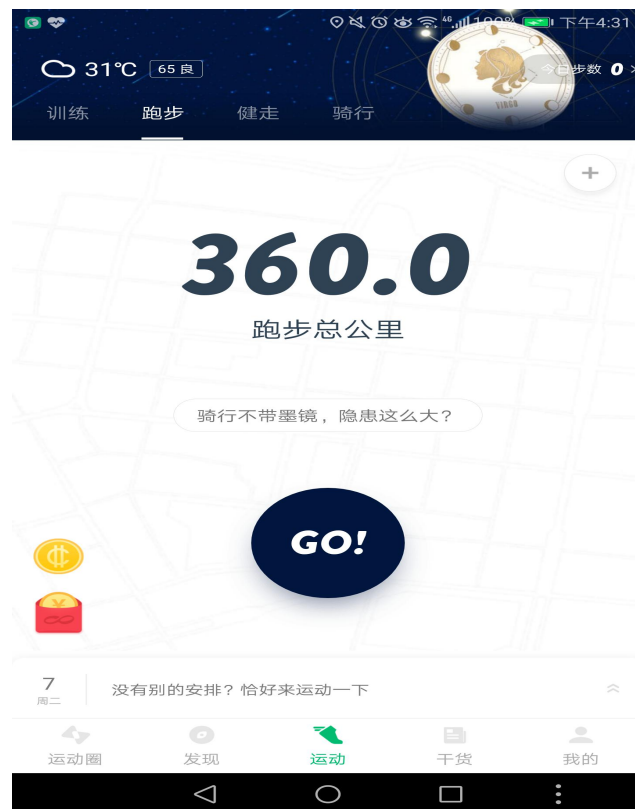 46 100% 下午4:31
31℃ 65 良 今日步数 0
VIRGO
训练 跑步 健走 骑行
+
360.0
跑步总公里
骑行不带墨镜，隐患这么大？
GO!
7
周二
没有别的安排？恰好来运动一下
运动圈 发现 运动 干货 我的